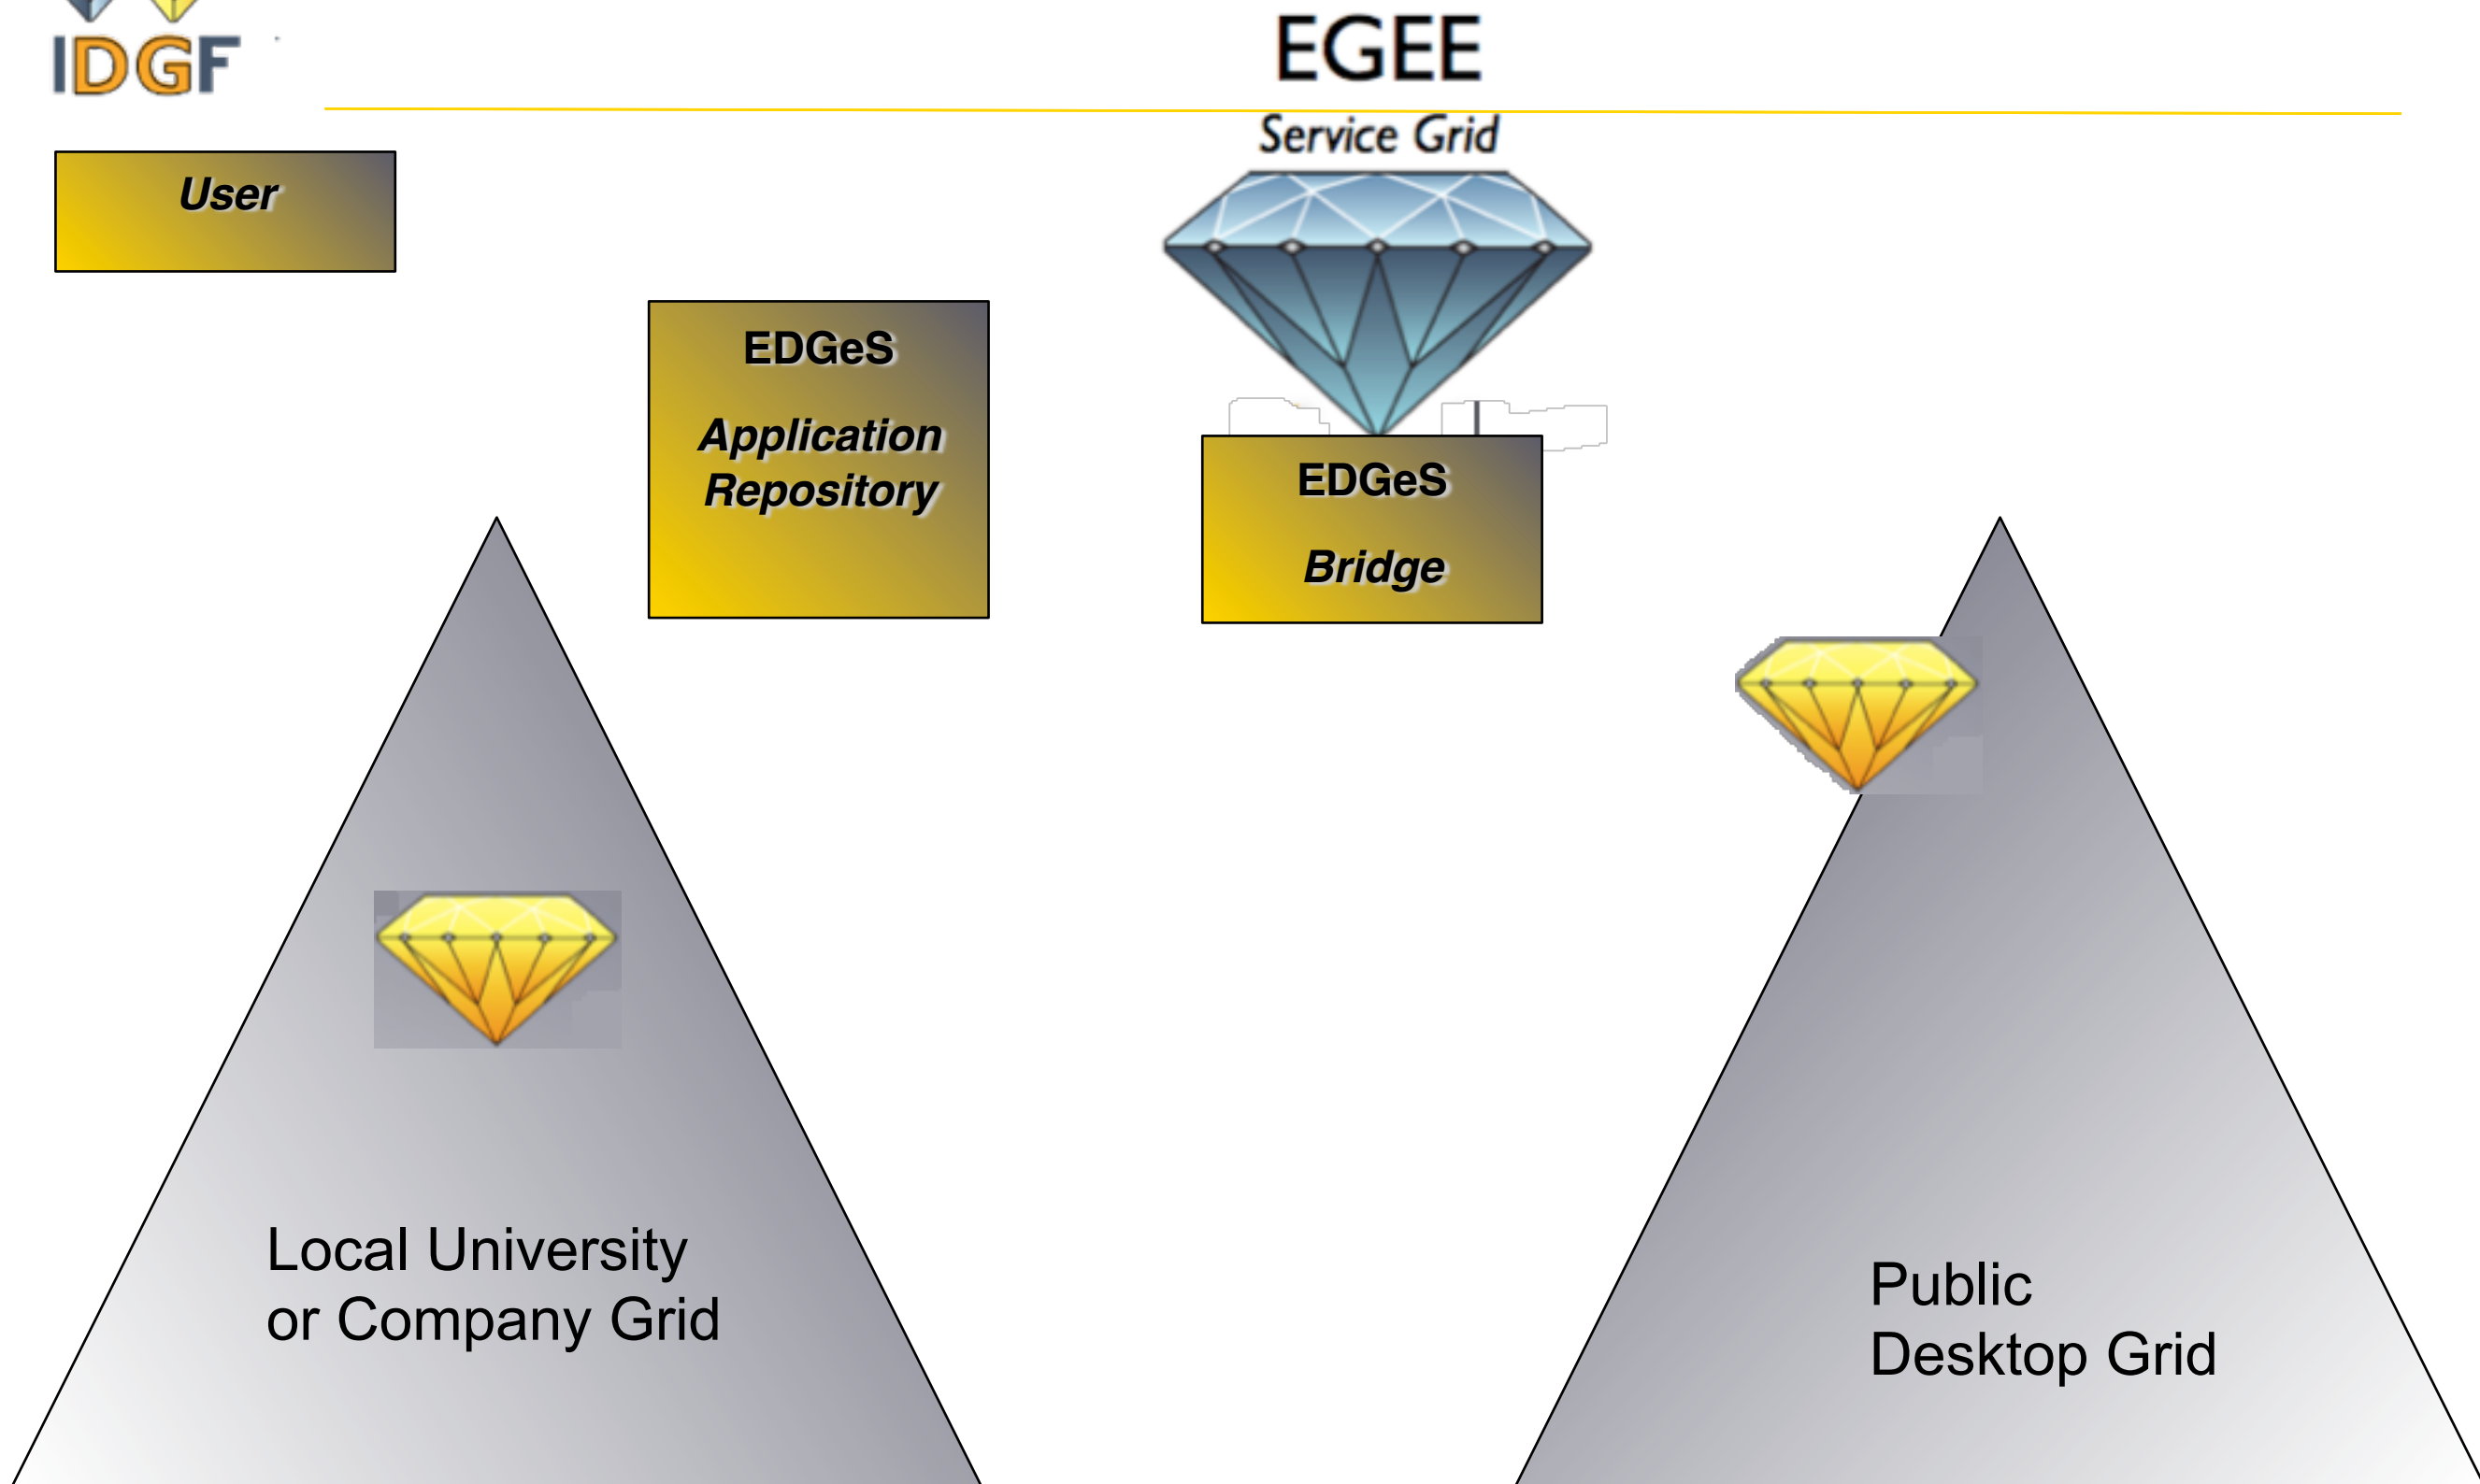 IDGF
EGEE
Service Grid
User
EDGeS
Application
Repository
EDGeS
Bridge
Local University
or Company Grid
Public
Desktop Grid